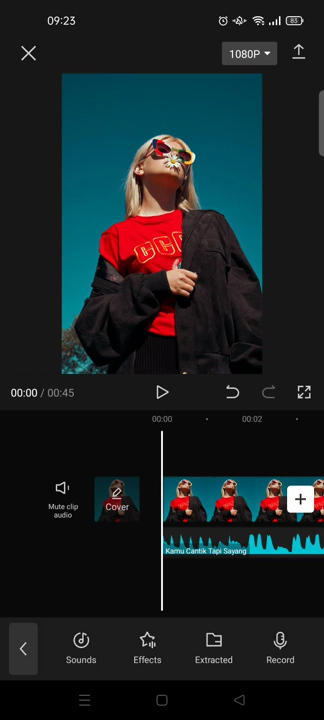 09:23
85
1080P
00:00 / 00:45
00:00
00:02
Mute clip
audio
Cover
Kamu Cantik Tapi Sayang
Sounds
Effects
Extracted
Record